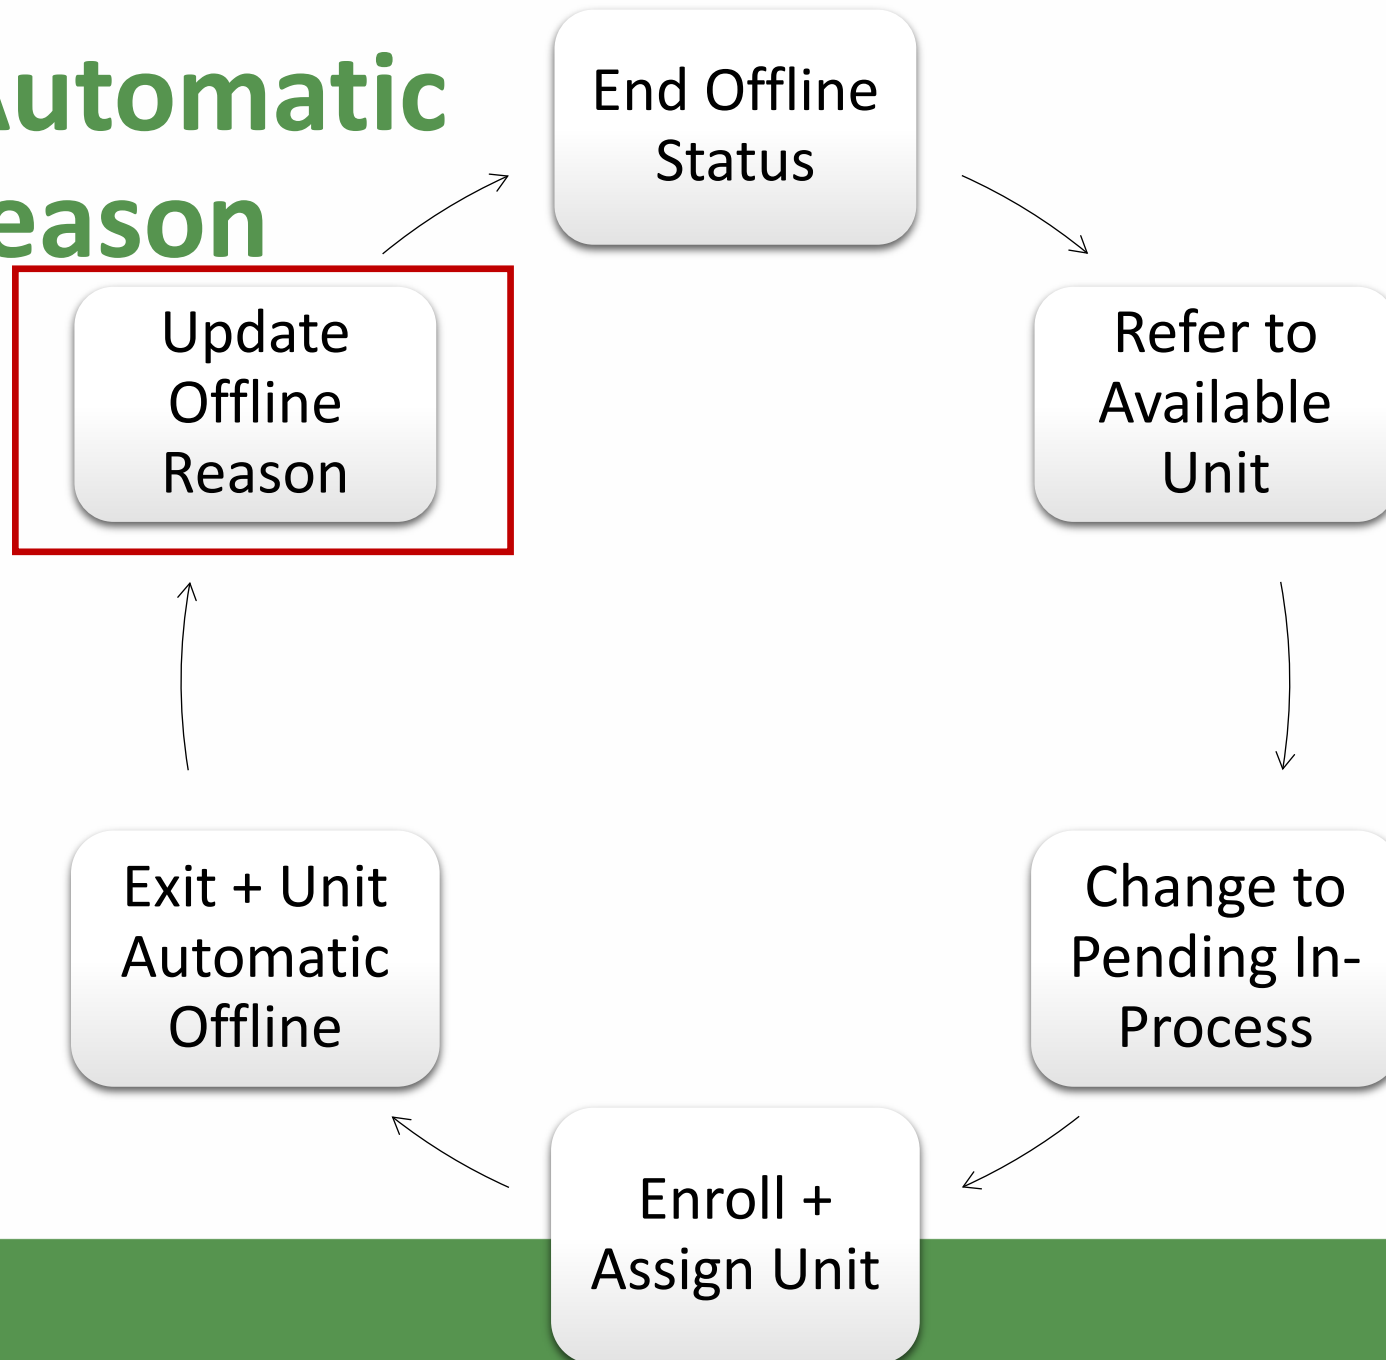 Automatic
eason
End Offline
Status
Update
Offline
Reason
Refer to
Available
Unit
Exit + Unit
Automatic
Offline
Change to
Pending In-
Process
Enroll +
Assign Unit